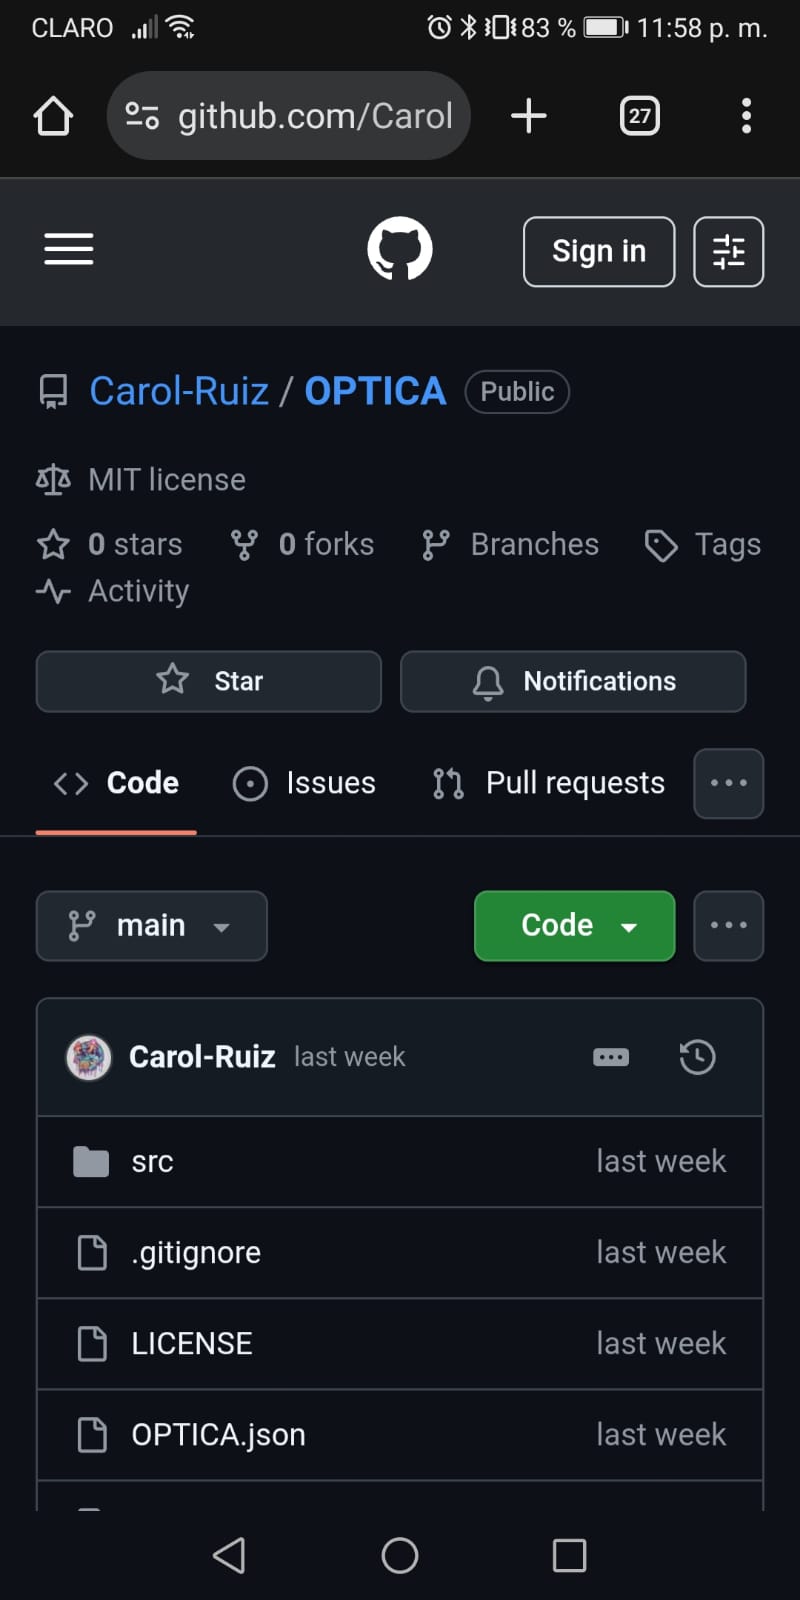 CLARO 83 % 11:58 p. m.
github.com/Carol 27
Sign in
Carol-Ruiz / OPTICA Public
MIT license
0 stars 0 forks Branches Tags
Activity
Star Notifications
Code Issues Pull requests
main Code
Carol-Ruiz last week
src last week
.gitignore last week
LICENSE last week
OPTICA.json last week